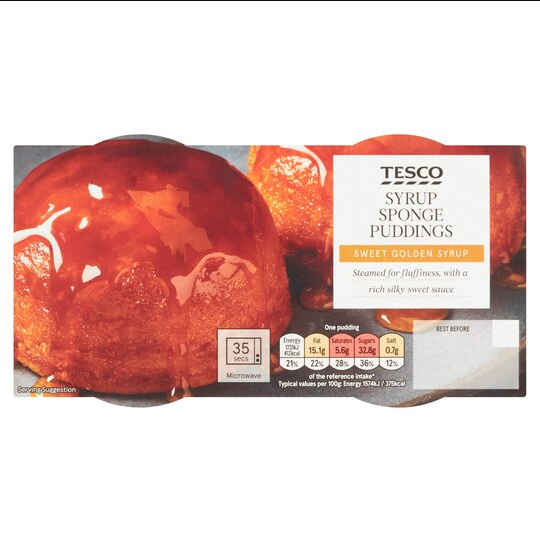 TESCO
SYRUP
SPONGE
PUDDINGS
SWEET GOLDEN SYRUP
Steamed for fluffiness, with a
rich silky sweet sauce
BEST BEFORE
One pudding
Energy Fat Saturates Sugars Salt
1731kJ
412kcal 15.1g 5.6g 32.8g 0.7g
21% 22% 28% 36% 12%
of the reference intake*
Typical values per 100g: Energy 1574kJ / 375kcal
35
secs
Microwave
Serving Suggestion